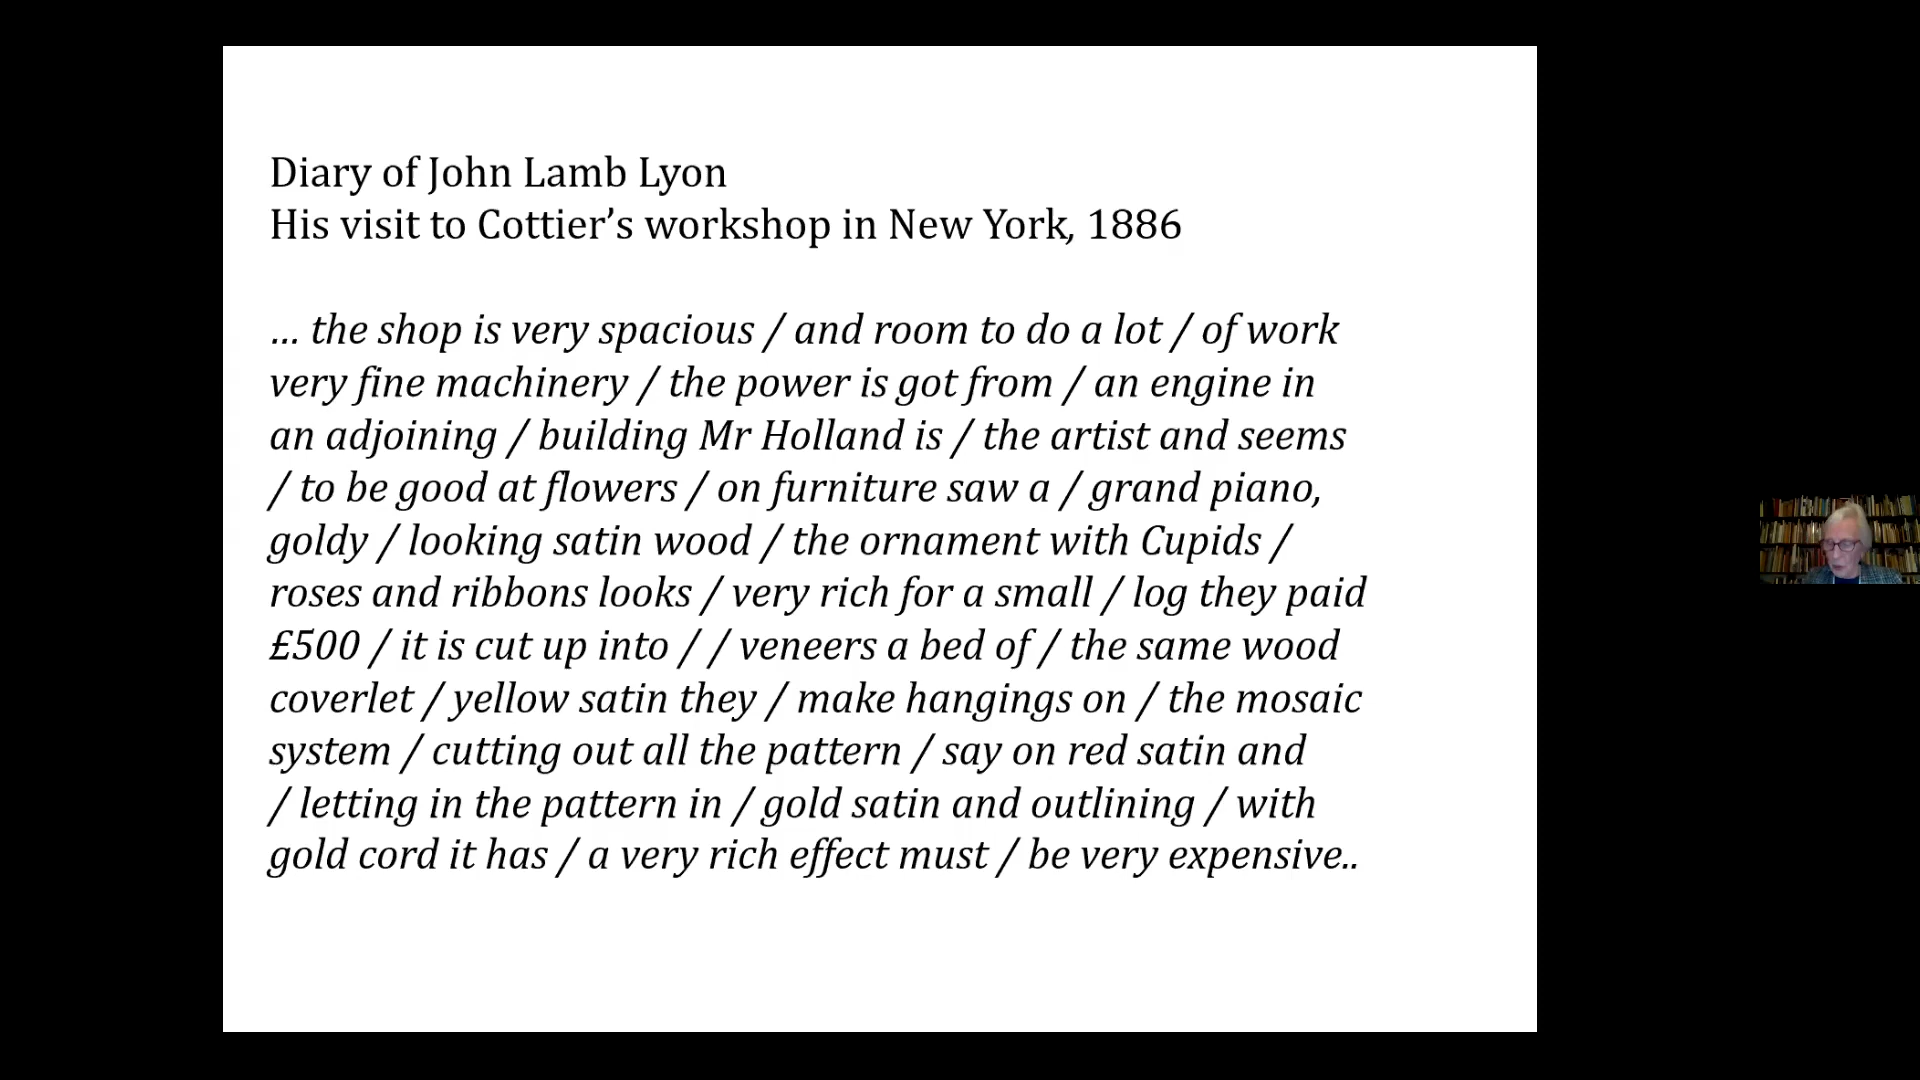 Diary of John Lamb Lyon
His visit to Cottier’s workshop in New York, 1886
... the shop is very spacious / and room to do a lot / of work
very fine machinery / the power is got from / an engine in
an adjoining / building Mr Holland is / the artist and seems
/ to be good at flowers / on furniture saw a / grand piano,
goldy / looking satin wood / the ornament with Cupids /
roses and ribbons looks / very rich for a small / log they paid
£500 / it is cut up into / / veneers a bed of / the same wood
coverlet / yellow satin they / make hangings on / the mosaic
system / cutting out all the pattern / say on red satin and
/ letting in the pattern in / gold satin and outlining / with
gold cord it has / a very rich effect must / be very expensive..